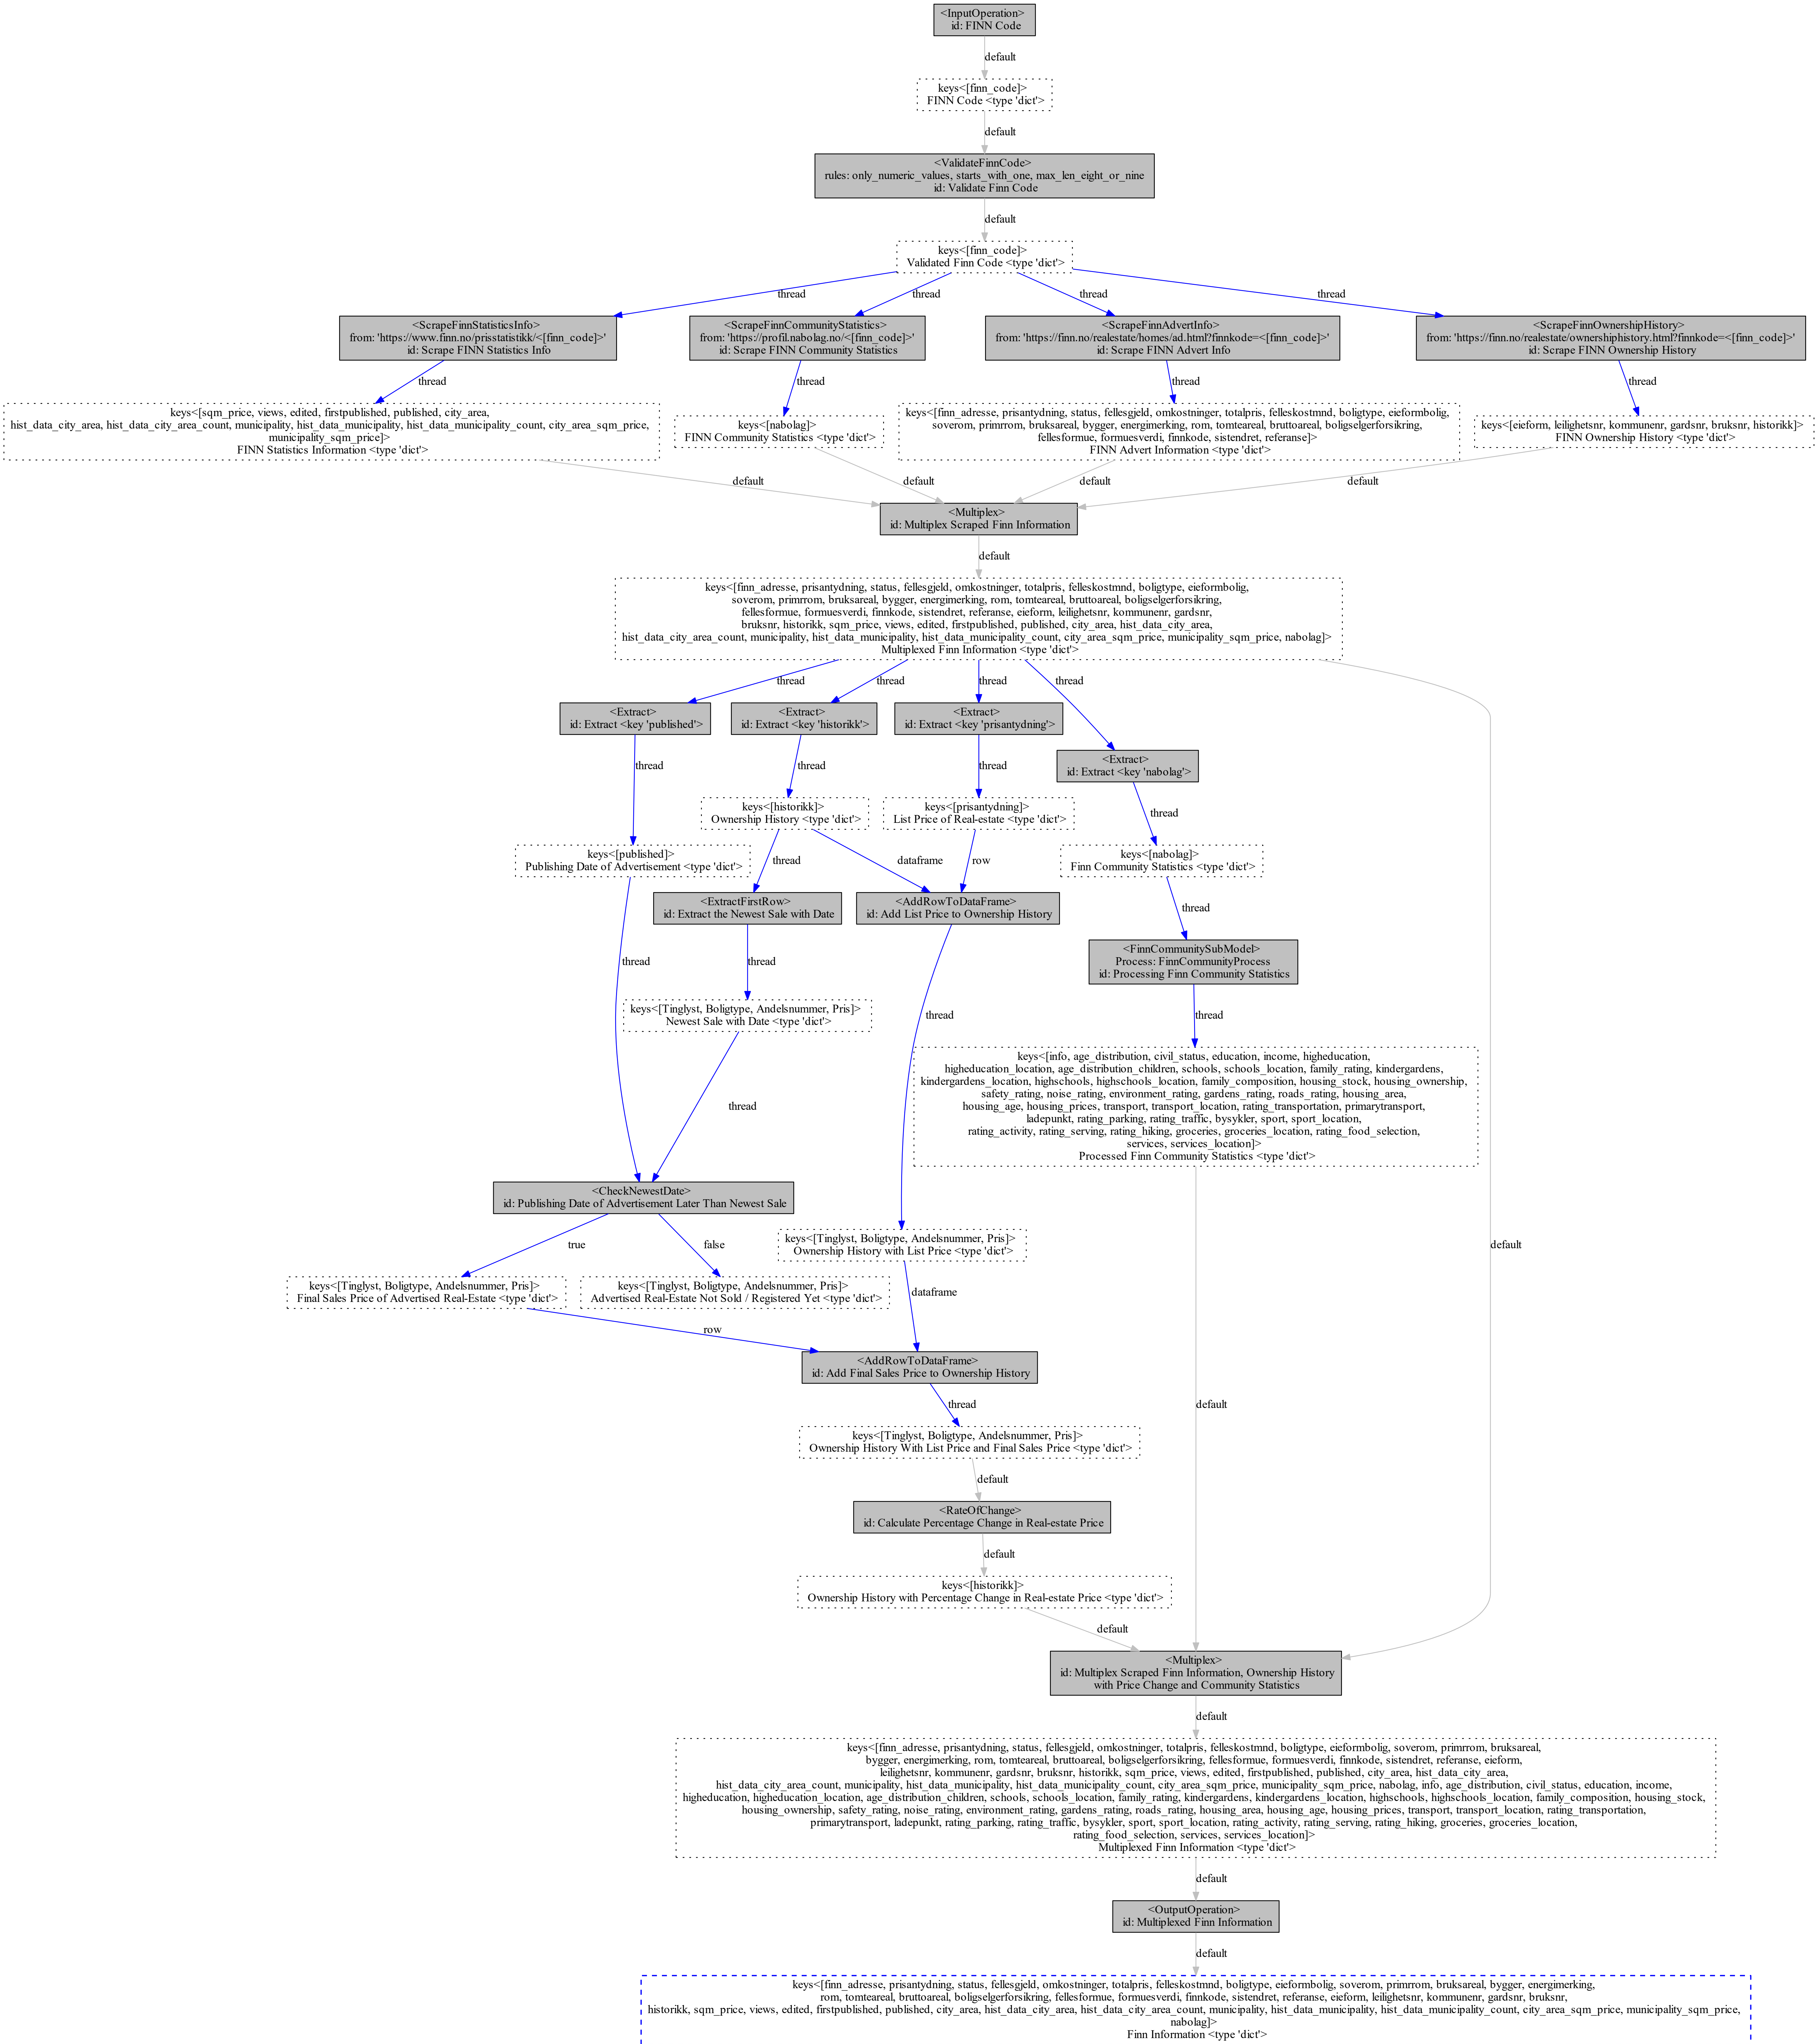 <InputOperation>
id: FINN Code
default
keys<[finn_code]>
FINN Code <type 'dict'>
default
<ValidateFinnCode>
rules: only_numeric_values, starts_with_one, max_len_eight_or_nine
id: Validate Finn Code
default
keys<[finn_code]>
Validated Finn Code <type 'dict'>
thread
thread
thread
thread
<ScrapeFinnStatisticsInfo>
from: 'https://www.finn.no/prisstatistikk/<[finn_code]>'
id: Scrape FINN Statistics Info
<ScrapeFinnCommunityStatistics>
from: 'https://profil.nabolag.no/<[finn_code]>'
id: Scrape FINN Community Statistics
<ScrapeFinnAdvertInfo>
from: 'https://finn.no/realestate/homes/ad.html?finnkode=<[finn_code]>'
id: Scrape FINN Advert Info
<ScrapeFinnOwnershipHistory>
from: 'https://finn.no/realestate/ownershiphistory.html?finnkode=<[finn_code]>'
id: Scrape FINN Ownership History
thread
thread
thread
thread
keys<[sqm_price, views, edited, firstpublished, published, city_area,
hist_data_city_area, hist_data_city_area_count, municipality, hist_data_municipality, hist_data_municipality_count, city_area_sqm_price,
municipality_sqm_price]>
FINN Statistics Information <type 'dict'>
keys<[nabolag]>
FINN Community Statistics <type 'dict'>
keys<[finn_adresse, prisantydning, status, fellesgjeld, omkostninger, totalpris, felleskostmnd, boligtype, eieformbolig,
soverom, primrrom, bruksareal, bygger, energimerking, rom, tomteareal, bruttoareal, boligselgerforsikring,
fellesformue, formuesverdi, finnkode, sistendret, referanse]>
FINN Advert Information <type 'dict'>
keys<[eieform, leilighetsnr, kommunenr, gardsnr, bruksnr, historikk]>
FINN Ownership History <type 'dict'>
default
default
default
default
<Multiplex>
id: Multiplex Scraped Finn Information
default
keys<[finn_adresse, prisantydning, status, fellesgjeld, omkostninger, totalpris, felleskostmnd, boligtype, eieformbolig,
soverom, primrrom, bruksareal, bygger, energimerking, rom, tomteareal, bruttoareal, boligselgerforsikring,
fellesformue, formuesverdi, finnkode, sistendret, referanse, eieform, leilighetsnr, kommunenr, gardsnr,
bruksnr, historikk, sqm_price, views, edited, firstpublished, published, city_area, hist_data_city_area,
hist_data_city_area_count, municipality, hist_data_municipality, hist_data_municipality_count, city_area_sqm_price, municipality_sqm_price, nabolag]>
Multiplexed Finn Information <type 'dict'>
thread
thread
thread
thread
<Extract>
id: Extract <key 'published'>
<Extract>
id: Extract <key 'historikk'>
<Extract>
id: Extract <key 'prisantydning'>
<Extract>
id: Extract <key 'nabolag'>
thread
thread
thread
thread
keys<[historikk]>
Ownership History <type 'dict'>
keys<[prisantydning]>
List Price of Real-estate <type 'dict'>
keys<[published]>
Publishing Date of Advertisement <type 'dict'>
keys<[nabolag]>
Finn Community Statistics <type 'dict'>
thread
dataframe
row
thread
<ExtractFirstRow>
id: Extract the Newest Sale with Date
<AddRowToDataFrame>
id: Add List Price to Ownership History
<FinnCommunitySubModel>
Process: FinnCommunityProcess
id: Processing Finn Community Statistics
thread
thread
thread
thread
keys<[Tinglyst, Boligtype, Andelsnummer, Pris]>
Newest Sale with Date <type 'dict'>
keys<[info, age_distribution, civil_status, education, income, higheducation,
higheducation_location, age_distribution_children, schools, schools_location, family_rating, kindergardens,
kindergardens_location, highschools, highschools_location, family_composition, housing_stock, housing_ownership,
safety_rating, noise_rating, environment_rating, gardens_rating, roads_rating, housing_area,
housing_age, housing_prices, transport, transport_location, rating_transportation, primarytransport,
ladepunkt, rating_parking, rating_traffic, bysykler, sport, sport_location,
rating_activity, rating_serving, rating_hiking, groceries, groceries_location, rating_food_selection,
services, services_location]>
Processed Finn Community Statistics <type 'dict'>
thread
<CheckNewestDate>
id: Publishing Date of Advertisement Later Than Newest Sale
true
false
keys<[Tinglyst, Boligtype, Andelsnummer, Pris]>
Ownership History with List Price <type 'dict'>
default
keys<[Tinglyst, Boligtype, Andelsnummer, Pris]>
Final Sales Price of Advertised Real-Estate <type 'dict'>
keys<[Tinglyst, Boligtype, Andelsnummer, Pris]>
Advertised Real-Estate Not Sold / Registered Yet <type 'dict'>
dataframe
row
<AddRowToDataFrame>
id: Add Final Sales Price to Ownership History
thread
default
keys<[Tinglyst, Boligtype, Andelsnummer, Pris]>
Ownership History With List Price and Final Sales Price <type 'dict'>
default
<RateOfChange>
id: Calculate Percentage Change in Real-estate Price
default
keys<[historikk]>
Ownership History with Percentage Change in Real-estate Price <type 'dict'>
default
<Multiplex>
id: Multiplex Scraped Finn Information, Ownership History
with Price Change and Community Statistics
default
keys<[finn_adresse, prisantydning, status, fellesgjeld, omkostninger, totalpris, felleskostmnd, boligtype, eieformbolig, soverom, primrrom, bruksareal,
bygger, energimerking, rom, tomteareal, bruttoareal, boligselgerforsikring, fellesformue, formuesverdi, finnkode, sistendret, referanse, eieform,
leilighetsnr, kommunenr, gardsnr, bruksnr, historikk, sqm_price, views, edited, firstpublished, published, city_area, hist_data_city_area,
hist_data_city_area_count, municipality, hist_data_municipality, hist_data_municipality_count, city_area_sqm_price, municipality_sqm_price, nabolag, info, age_distribution, civil_status, education, income,
higheducation, higheducation_location, age_distribution_children, schools, schools_location, family_rating, kindergardens, kindergardens_location, highschools, highschools_location, family_composition, housing_stock,
housing_ownership, safety_rating, noise_rating, environment_rating, gardens_rating, roads_rating, housing_area, housing_age, housing_prices, transport, transport_location, rating_transportation,
primarytransport, ladepunkt, rating_parking, rating_traffic, bysykler, sport, sport_location, rating_activity, rating_serving, rating_hiking, groceries, groceries_location,
rating_food_selection, services, services_location]>
Multiplexed Finn Information <type 'dict'>
default
<OutputOperation>
id: Multiplexed Finn Information
default
keys<[finn_adresse, prisantydning, status, fellesgjeld, omkostninger, totalpris, felleskostmnd, boligtype, eieformbolig, soverom, primrrom, bruksareal, bygger, energimerking,
rom, tomteareal, bruttoareal, boligselgerforsikring, fellesformue, formuesverdi, finnkode, sistendret, referanse, eieform, leilighetsnr, kommunenr, gardsnr, bruksnr,
historikk, sqm_price, views, edited, firstpublished, published, city_area, hist_data_city_area, hist_data_city_area_count, municipality, hist_data_municipality, hist_data_municipality_count, city_area_sqm_price, municipality_sqm_price,
nabolag]>
Finn Information <type 'dict'>